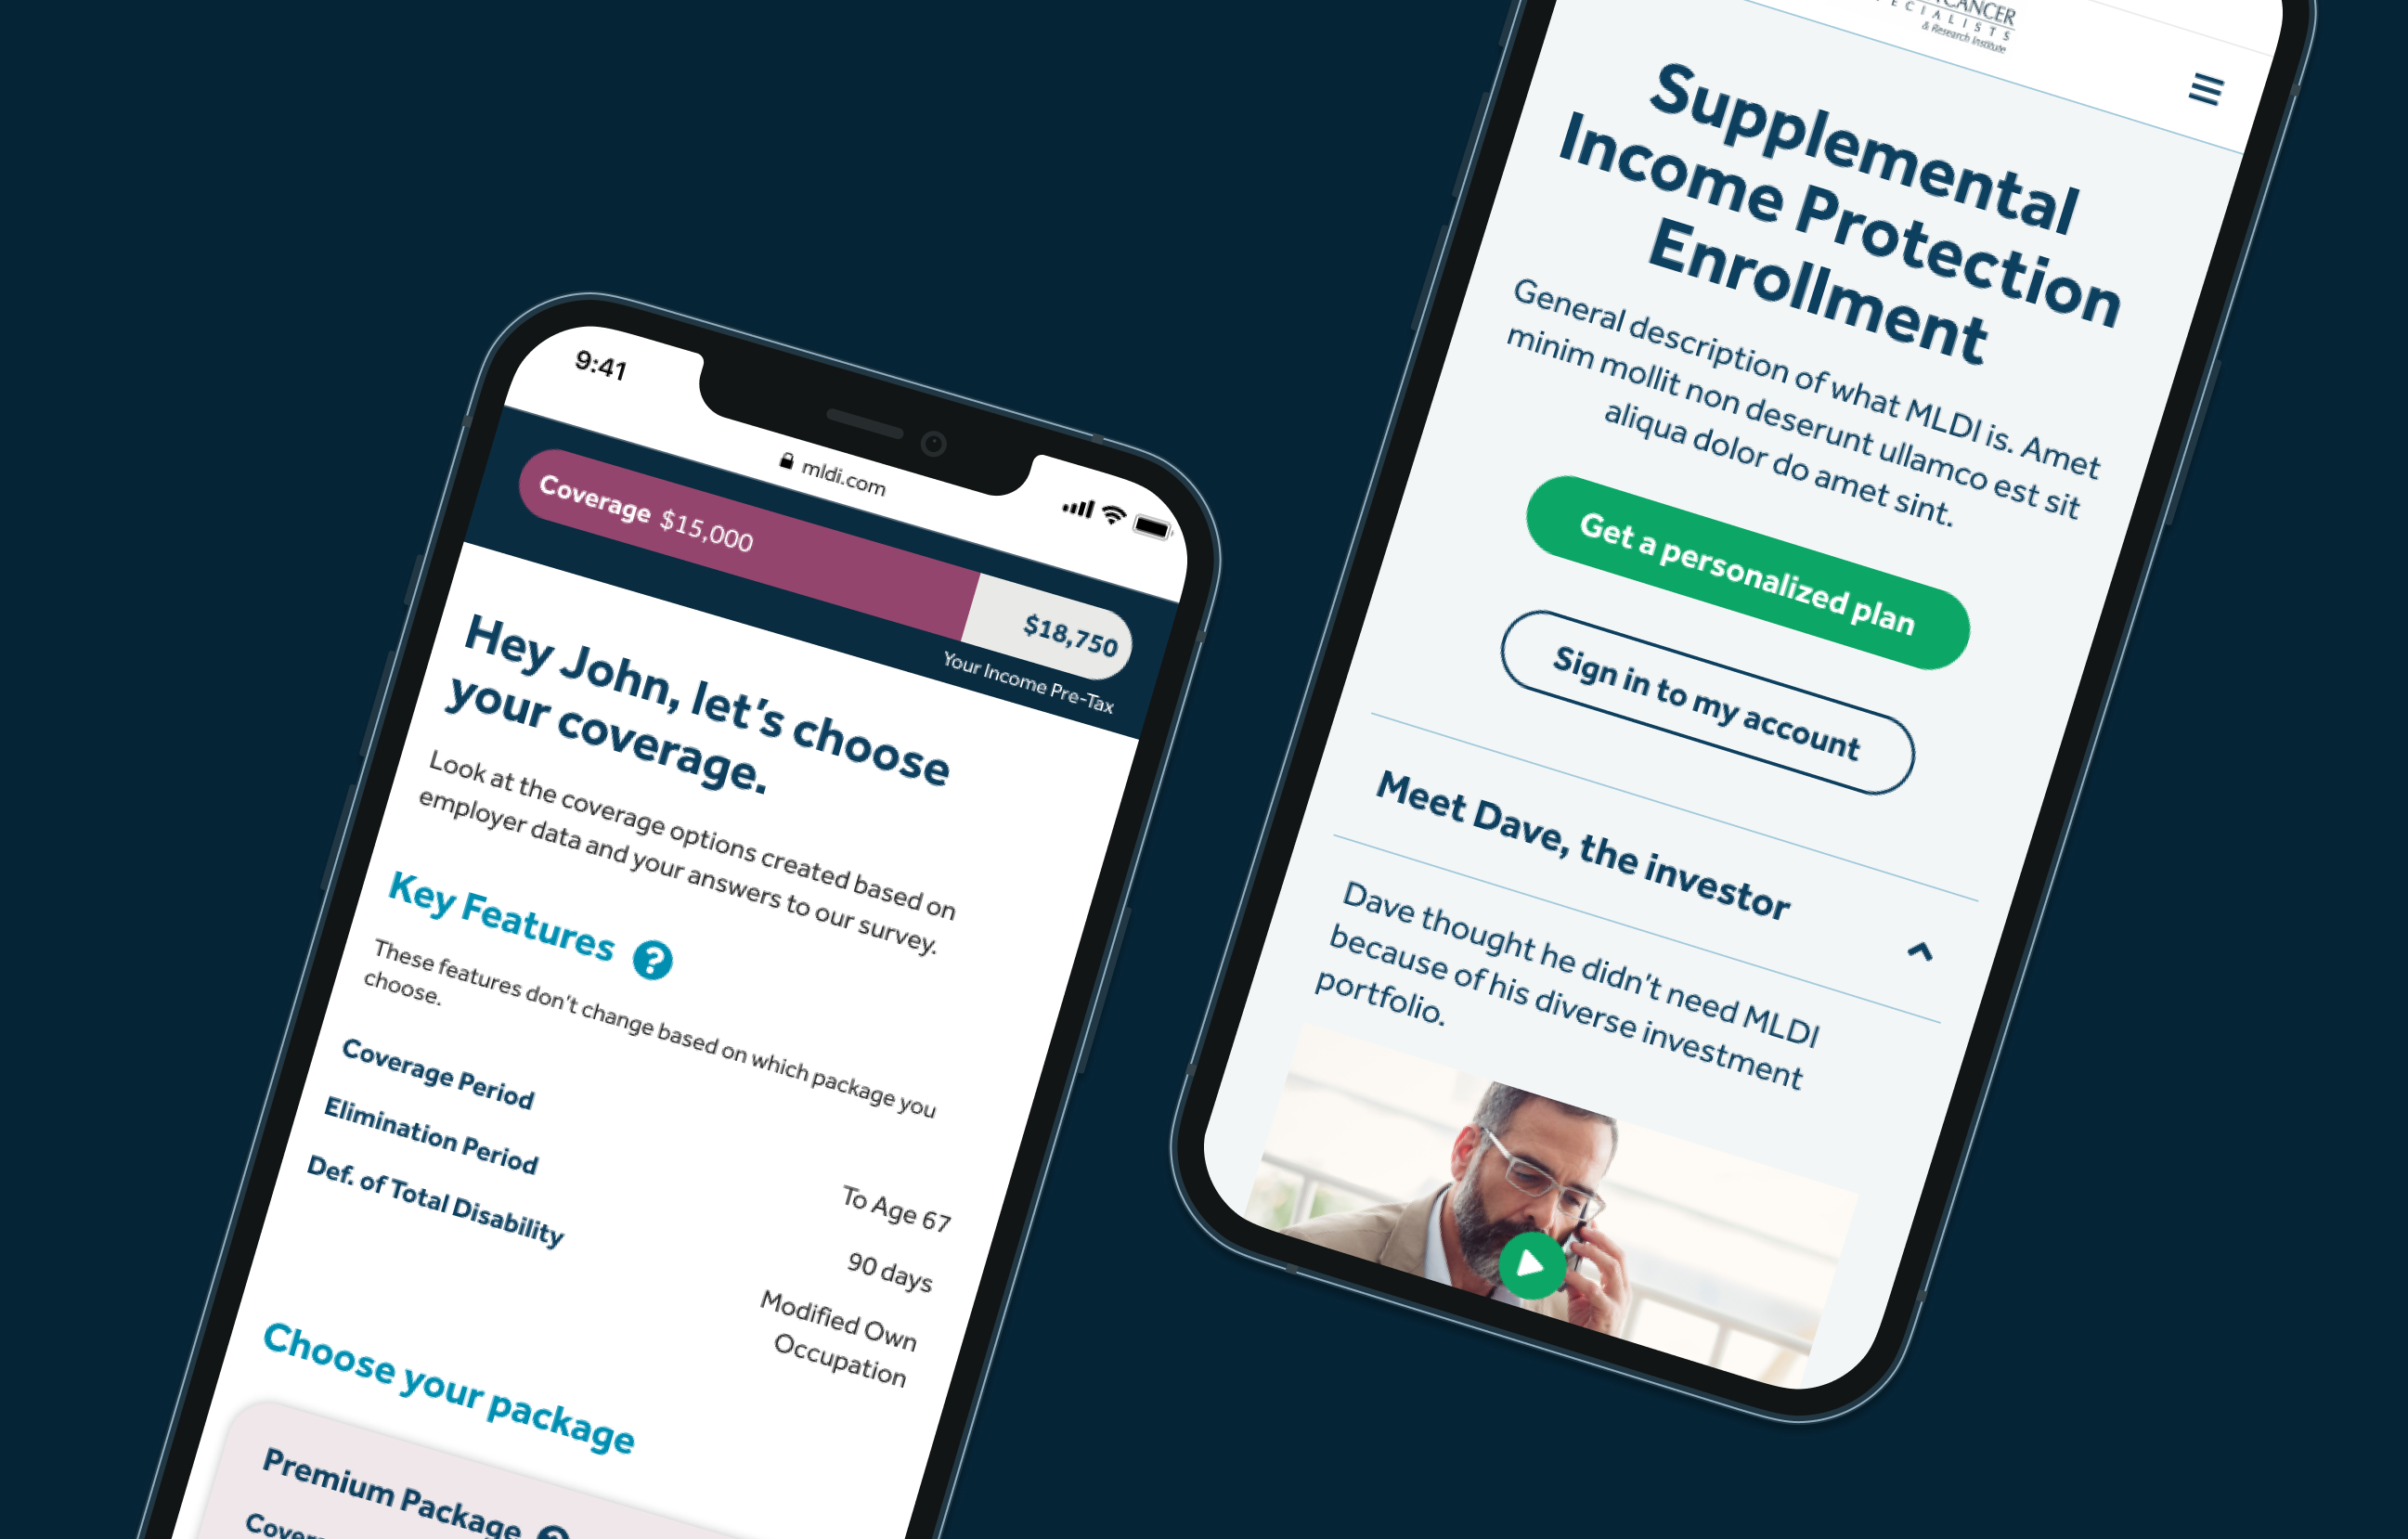 9:41
mldi.com
Coverage $15,000
$18,750
Your Income Pre-Tax
Hey John, let's choose
your coverage.
Look at the coverage options created based on
employer data and your answers to our survey.
Key Features ?
These features don't change based on which package you
choose.
Coverage Period
To Age 67
Elimination Period
90 days
Def. of Total Disability
Modified Own
Occupation
Choose your package
Premium Package
CANCER
& Research Institute
Supplemental
Income Protection
Enrollment
General description of what MLDI is. Amet
minim mollit non deserunt ullamco est sit
aliqua dolor do amet sint.
Get a personalized plan
Sign in to my account
Meet Dave, the investor
Dave thought he didn't need MLDI
because of his diverse investment
portfolio.